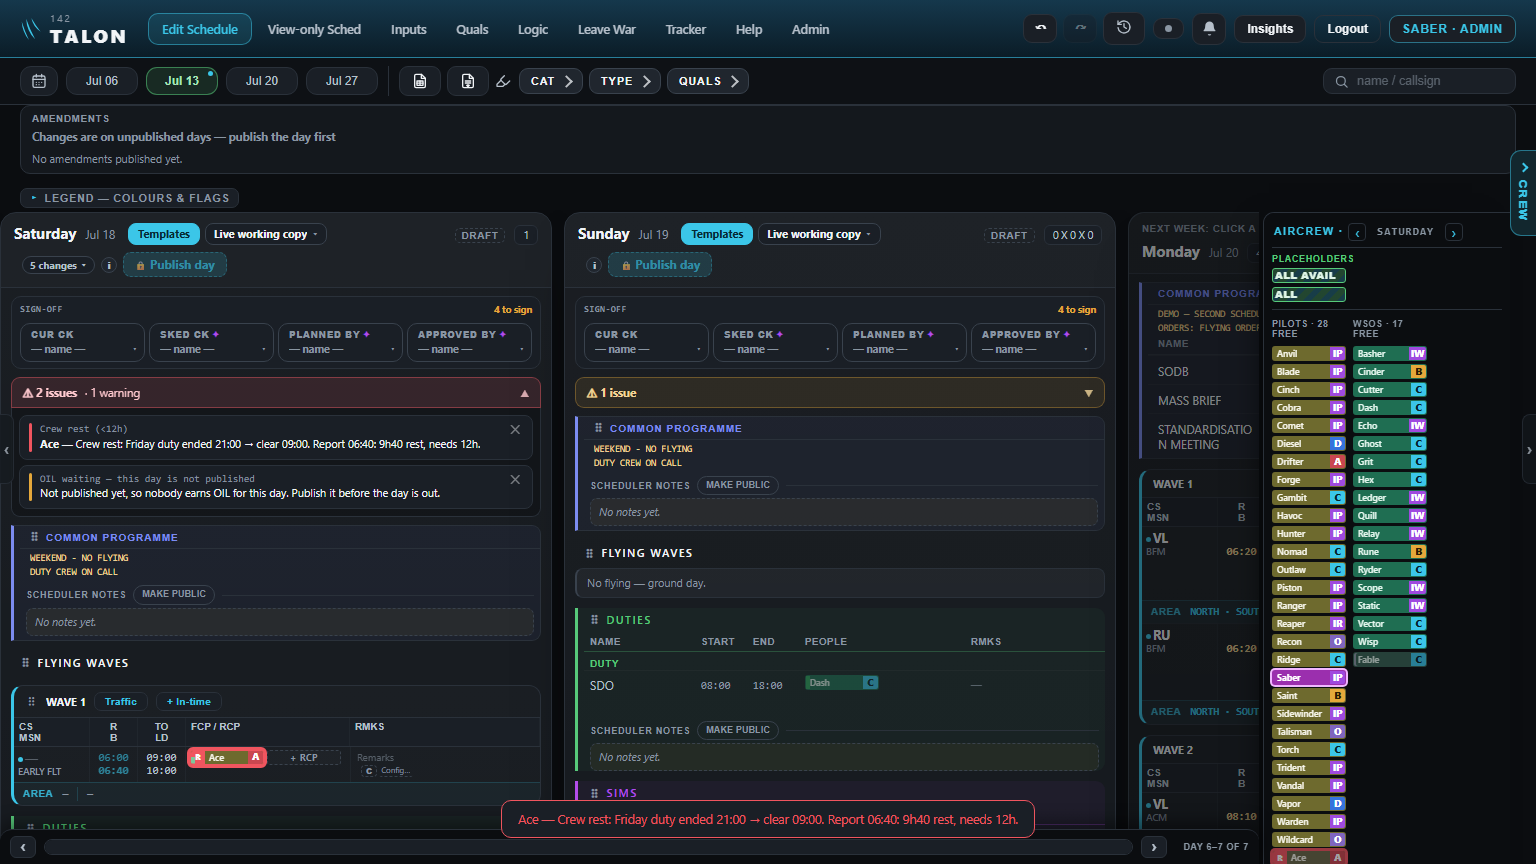 142
TALON
Edit Schedule
View-only Sched
Inputs
Quals
Logic
Leave War
Tracker
Help
Admin
Insights
Logout
SABER · ADMIN
Jul 06
Jul 13
Jul 20
Jul 27
CAT
TYPE
QUALS
name / callsign
AMENDMENTS
Changes are on unpublished days — publish the day first
No amendments published yet.
LEGEND — COLOURS & FLAGS
CREW
Saturday Jul 18
Templates
Live working copy
DRAFT
1
5 changes
i
Publish day
SIGN-OFF
4 to sign
CUR CK
— name —
SKED CK
— name —
PLANNED BY
— name —
APPROVED BY
— name —
2 issues · 1 warning
Crew rest (<12h)
Ace — Crew rest: Friday duty ended 21:00 → clear 09:00. Report 06:40: 9h40 rest, needs 12h.
OIL waiting — this day is not published
Not published yet, so nobody earns OIL for this day. Publish it before the day is out.
COMMON PROGRAMME
WEEKEND - NO FLYING
DUTY CREW ON CALL
SCHEDULER NOTES
MAKE PUBLIC
No notes yet.
FLYING WAVES
WAVE 1
Traffic
+ In-time
CS
MSN
R
B
TO
LD
FCP / RCP
RMKS
—
EARLY FLT
06:00
06:40
09:00
10:00
R Ace A
+ RCP
Remarks
C Config...
AREA — —
DUTIES
Sunday Jul 19
Templates
Live working copy
DRAFT
0X0X0
i
Publish day
SIGN-OFF
4 to sign
CUR CK
— name —
SKED CK
— name —
PLANNED BY
— name —
APPROVED BY
— name —
1 issue
COMMON PROGRAMME
WEEKEND - NO FLYING
DUTY CREW ON CALL
SCHEDULER NOTES
MAKE PUBLIC
No notes yet.
FLYING WAVES
No flying — ground day.
DUTIES
NAME START END PEOPLE RMKS
DUTY
SDO 08:00 18:00 Dash C —
SCHEDULER NOTES
MAKE PUBLIC
No notes yet.
SIMS
NEXT WEEK: CLICK A
Monday Jul 20
COMMON PROGRA
DEMO — SECOND SCHEDU
ORDERS: FLYING ORDER
NAME
SODB
MASS BRIEF
STANDARDISATIO
N MEETING
WAVE 1
CS
MSN
R
B
VL
BFM
06:20
AREA NORTH · SOUT
RU
BFM
06:20
AREA NORTH · SOUT
WAVE 2
CS
MSN
R
B
VL
ACM
08:10
AIRCREW ·
SATURDAY
PLACEHOLDERS
ALL AVAIL
ALL
PILOTS · 28
FREE
Anvil IP
Blade IP
Cinch IP
Cobra IP
Comet IP
Diesel D
Drifter A
Forge IP
Gambit C
Havoc IP
Hunter IP
Nomad C
Outlaw C
Piston IP
Ranger IP
Reaper IR
Recon O
Ridge C
Saber IP
Saint B
Sidewinder IP
Talisman O
Torch C
Trident IP
Vandal IP
Vapor D
Warden IP
Wildcard O
R Ace A
WSOS · 17
FREE
Basher IW
Cinder B
Cutter C
Dash C
Echo IW
Ghost C
Grit C
Hex C
Ledger IW
Quill IW
Relay IW
Rune B
Ryder C
Scope IW
Static IW
Vector C
Wisp C
Fable C
Ace — Crew rest: Friday duty ended 21:00 → clear 09:00. Report 06:40: 9h40 rest, needs 12h.
DAY 6–7 OF 7